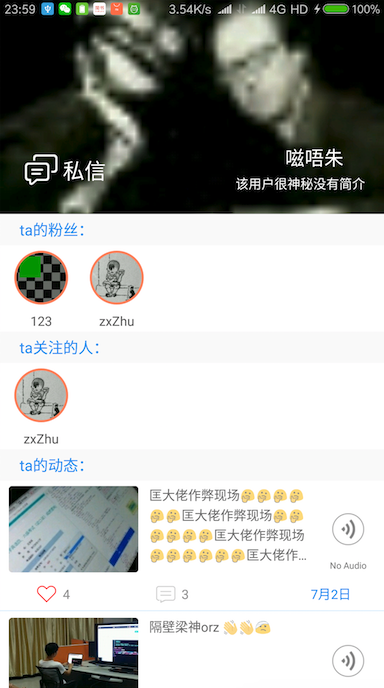 23:59
3.54K/s 4G HD 100%
嗞唔朱
私信
该用户很神秘没有简介
ta的粉丝：
123
zxZhu
ta关注的人：
zxZhu
ta的动态：
匡大佬作弊现场🤔🤔🤔🤔
🤔🤔匡大佬作弊现场🤔🤔
🤔🤔🤔🤔匡大佬作弊现场
🤔🤔🤔🤔🤔🤔匡大佬作...
No Audio
4
3
7月2日
隔壁梁神orz 👋👋🤕